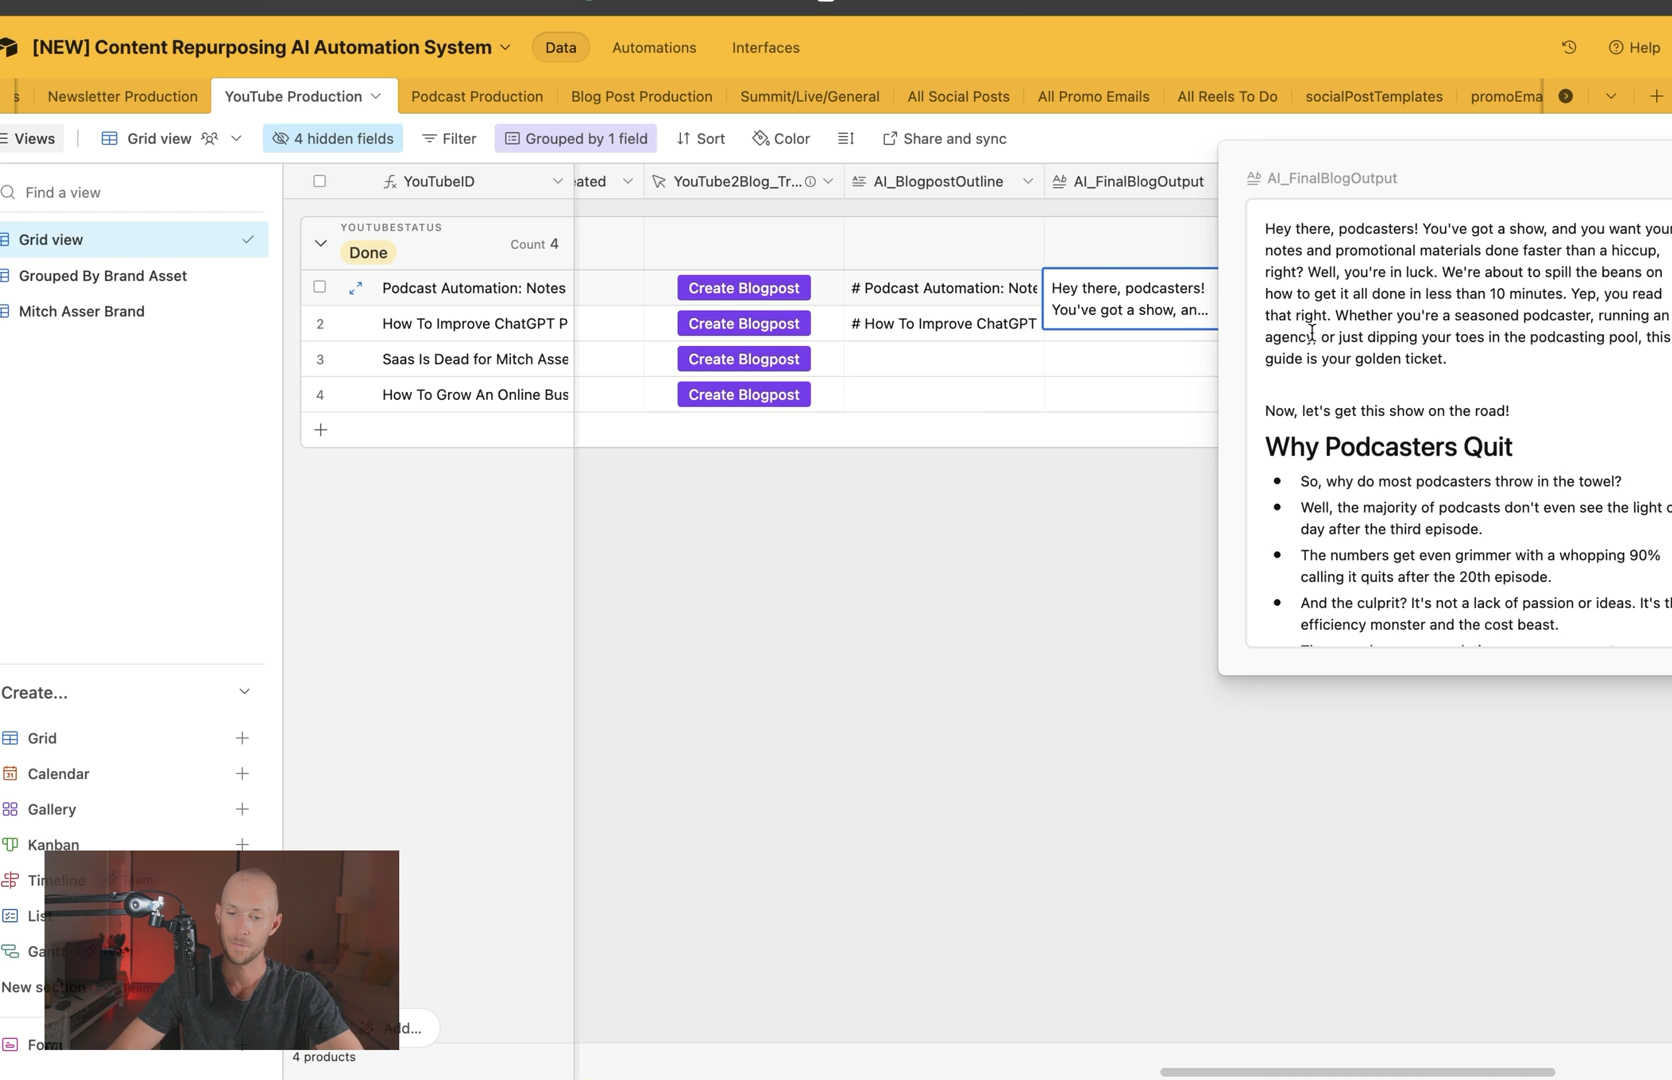 [NEW] Content Repurposing AI Automation System
Data
Automations
Interfaces
Help
s
Newsletter Production
YouTube Production
Podcast Production
Blog Post Production
Summit/Live/General
All Social Posts
All Promo Emails
All Reels To Do
socialPostTemplates
promoEma
Views
Grid view
4 hidden fields
Filter
Grouped by 1 field
Sort
Color
Share and sync
Find a view
Grid view
Grouped By Brand Asset
Mitch Asser Brand
YouTubeID
eated
YouTube2Blog_Tr...
AI_BlogpostOutline
AI_FinalBlogOutput
YOUTUBESTATUS
Done
Count 4
Podcast Automation: Notes
Create Blogpost
# Podcast Automation: Note
Hey there, podcasters!
You've got a show, an...
2
How To Improve ChatGPT P
Create Blogpost
# How To Improve ChatGPT
3
Saas Is Dead for Mitch Asse
Create Blogpost
4
How To Grow An Online Bus
Create Blogpost
AI_FinalBlogOutput
Hey there, podcasters! You've got a show, and you want your
notes and promotional materials done faster than a hiccup,
right? Well, you're in luck. We're about to spill the beans on
how to get it all done in less than 10 minutes. Yep, you read
that right. Whether you're a seasoned podcaster, running an
agency, or just dipping your toes in the podcasting pool, this
guide is your golden ticket.
Now, let's get this show on the road!
Why Podcasters Quit
So, why do most podcasters throw in the towel?
Well, the majority of podcasts don't even see the light o
day after the third episode.
The numbers get even grimmer with a whopping 90%
calling it quits after the 20th episode.
And the culprit? It's not a lack of passion or ideas. It's th
efficiency monster and the cost beast.
Create...
Grid
Calendar
Gallery
Kanban
Timeline
Team
List
Gantt
New section
Team
Form
Add...
4 products